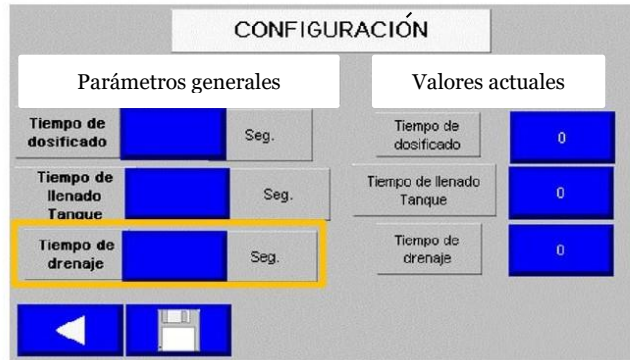 CONFIGURACIÓN
Parámetros generales
Valores actuales
Tiempo de
dosificado
Seg.
Tiempo de
dosificado
0
Tiempo de
llenado
Tanque
Seg.
Tiempo de llenado
Tanque
0
Tiempo de
drenaje
Seg.
Tiempo de
drenaje
0